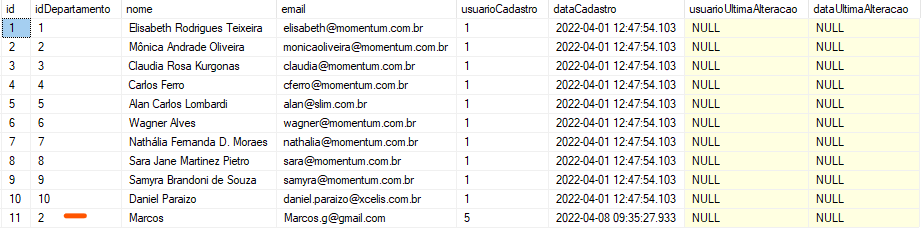 id idDepartamento nome email usuarioCadastro dataCadastro usuarioUltimaAlteracao dataUltimaAlteracao
1 1 Elisabeth Rodrigues Teixeira elisabeth@momentum.com.br 1 2022-04-01 12:47:54.103 NULL NULL
2 2 Mônica Andrade Oliveira monicaoliveira@momentum.com.br 1 2022-04-01 12:47:54.103 NULL NULL
3 3 Claudia Rosa Kurgonas claudia@momentum.com.br 1 2022-04-01 12:47:54.103 NULL NULL
4 4 Carlos Ferro cferro@momentum.com.br 1 2022-04-01 12:47:54.103 NULL NULL
5 5 Alan Carlos Lombardi alan@slim.com.br 1 2022-04-01 12:47:54.103 NULL NULL
6 6 Wagner Alves wagner@momentum.com.br 1 2022-04-01 12:47:54.103 NULL NULL
7 7 Nathália Fernanda D. Moraes nathalia@momentum.com.br 1 2022-04-01 12:47:54.103 NULL NULL
8 8 Sara Jane Martinez Pietro sara@momentum.com.br 1 2022-04-01 12:47:54.103 NULL NULL
9 9 Samyra Brandoni de Souza samyra@momentum.com.br 1 2022-04-01 12:47:54.103 NULL NULL
10 10 Daniel Paraizo daniel.paraizo@xcelis.com.br 1 2022-04-01 12:47:54.103 NULL NULL
11 2 Marcos Marcos.g@gmail.com 5 2022-04-08 09:35:27.933 NULL NULL